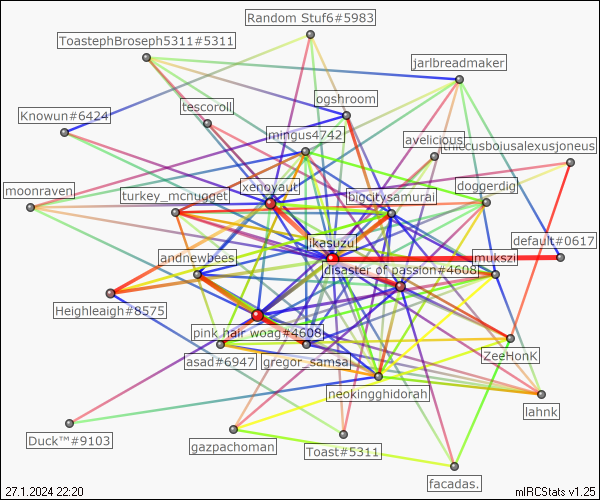 Random Stuf6#5983
ToastephBroseph5311#5311
jarlbreadmaker
ogshroom
tescoroll
Knowun#6424
mingus4742
avelicious
xenoyaut
doggerdig
moonraven
turkey_mcnugget
bigcitysamurai
jkasuzu
default#0617
andnewbees
mukszi
disaster of passion#4608
Heighleaigh#8575
pink hair woag#4608
ZeeHonK
asad#6947
gregor_samsa
neokingghidorah
lahnk
Duck™#9103
gazpachoman
Toast#5311
facadas.
27.1.2024 22:20
mIRCStats v1.25